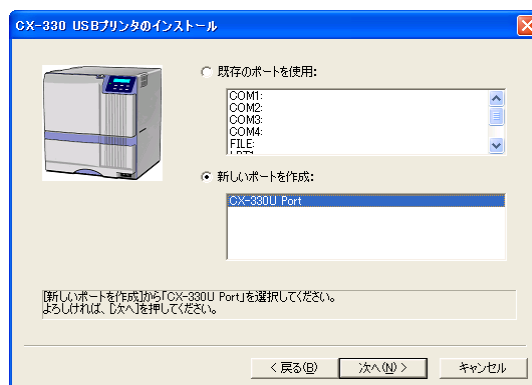 CX-330 USBプリンタのインストール
既存のポートを使用:
COM1:
COM2:
COM3:
COM4:
FILE:
新しいポートを作成:
CX-330U Port
[新しいポートを作成]から「CX-330U Port」を選択してください。
よろしければ、[次へ]を押してください。
< 戻る(B)
次へ(N) >
キャンセル